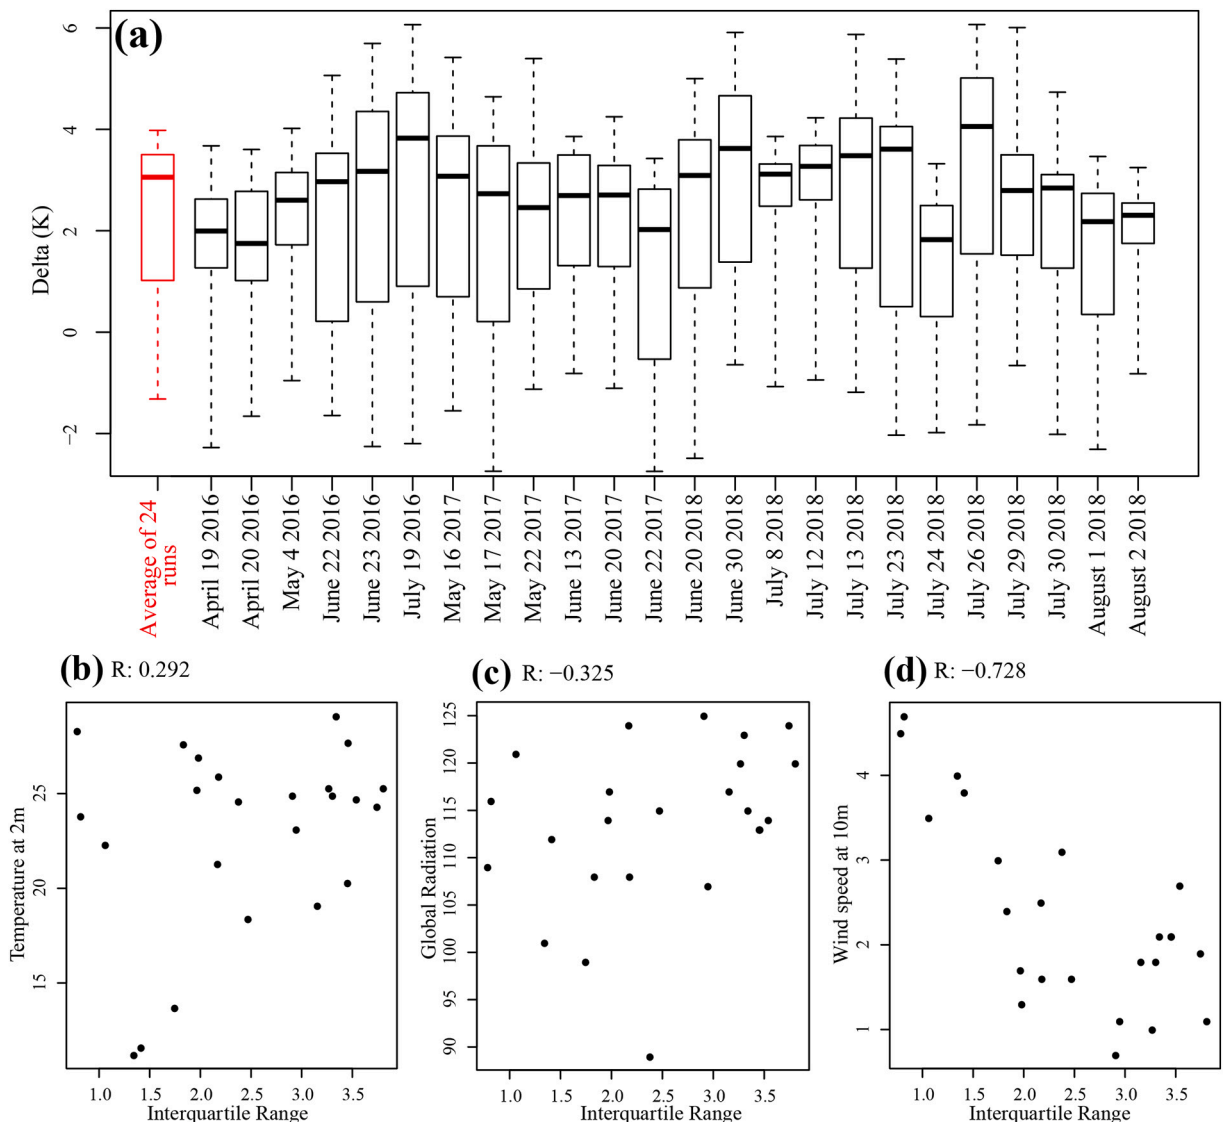 (a)
Delta (K)
6
4
2
0
−2
Average of 24
runs
April 19 2016
April 20 2016
May 4 2016
June 22 2016
June 23 2016
July 19 2016
May 16 2017
May 17 2017
May 22 2017
June 13 2017
June 20 2017
June 22 2017
June 20 2018
June 30 2018
July 8 2018
July 12 2018
July 13 2018
July 23 2018
July 24 2018
July 26 2018
July 29 2018
July 30 2018
August 1 2018
August 2 2018
(b) R: 0.292
Temperature at 2m
25
20
15
1.0 1.5 2.0 2.5 3.0 3.5
Interquartile Range
(c) R: −0.325
Global Radiation
125
120
115
110
105
100
95
90
1.0 1.5 2.0 2.5 3.0 3.5
Interquartile Range
(d) R: −0.728
Wind speed at 10m
4
3
2
1
1.0 1.5 2.0 2.5 3.0 3.5
Interquartile Range